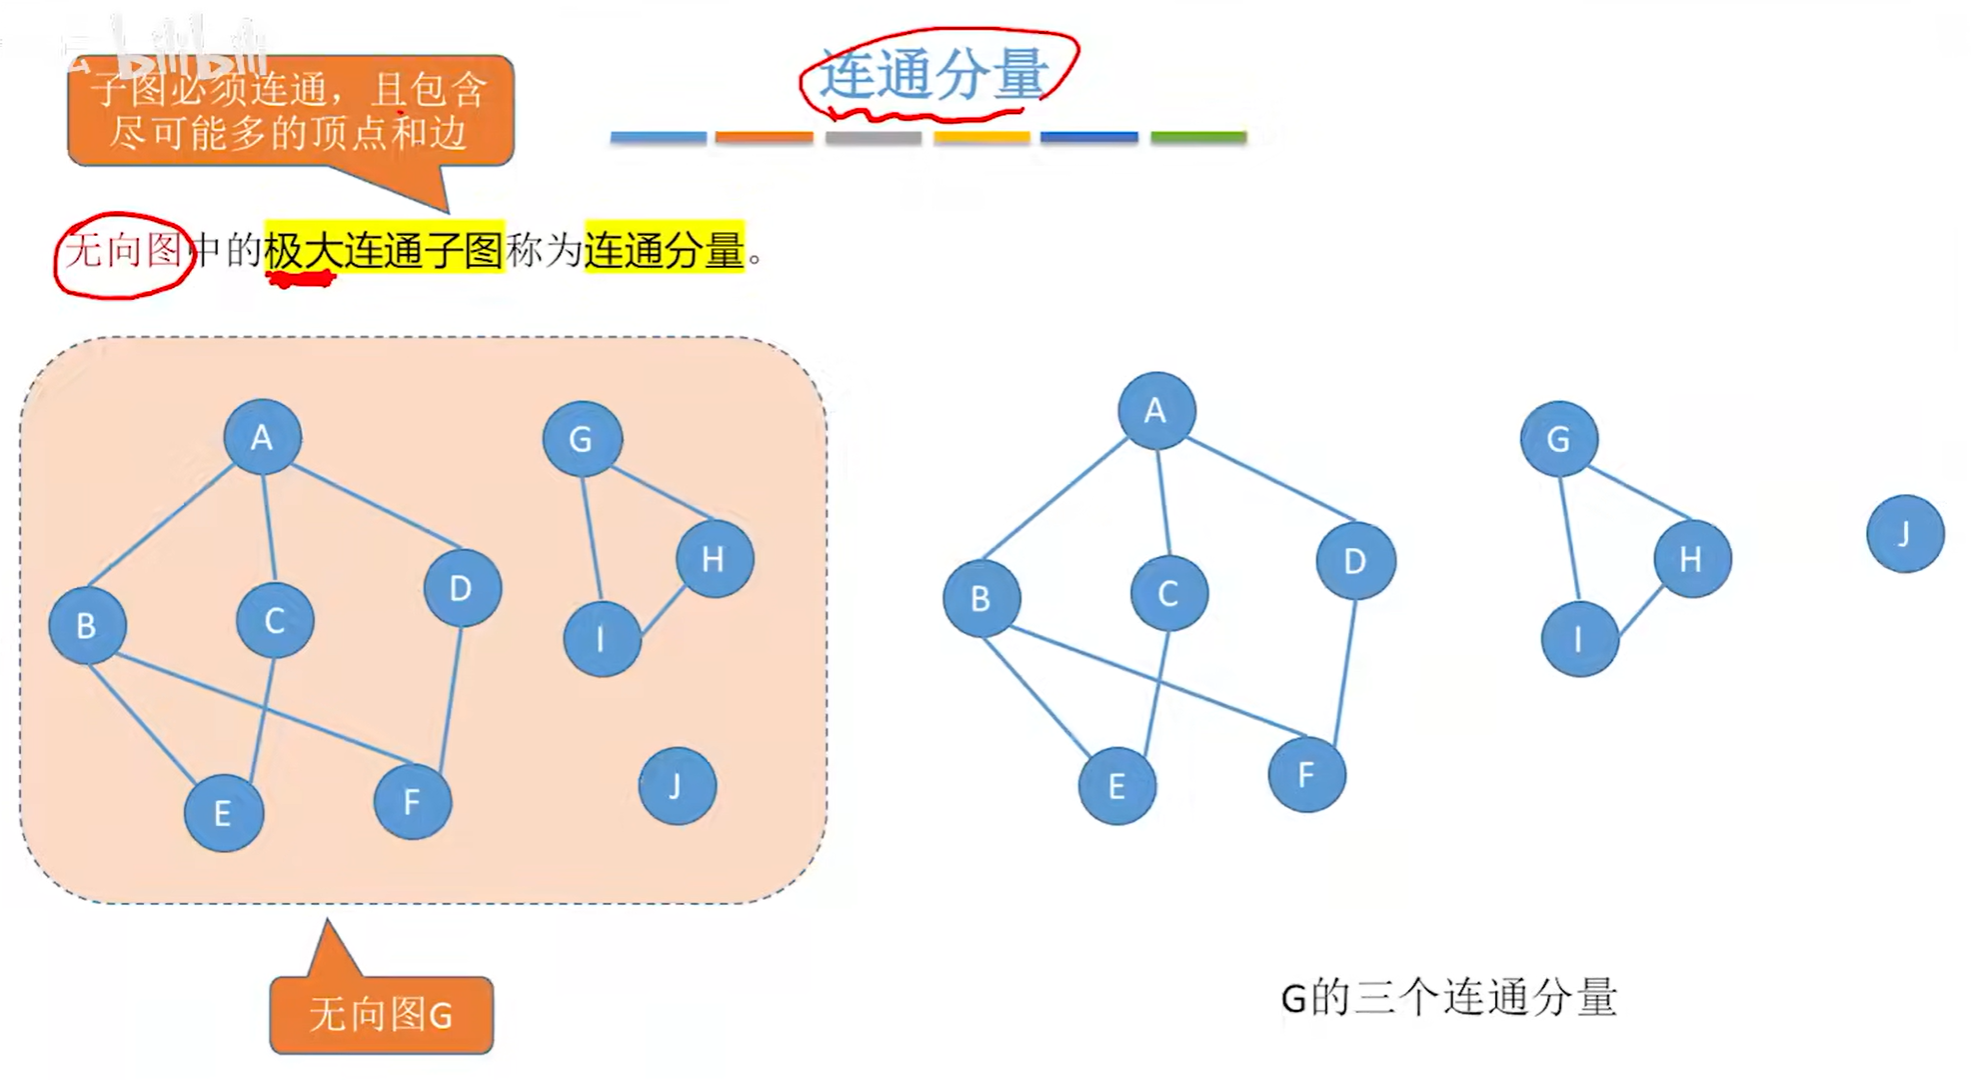 bilibili
连通分量
子图必须连通，且包含
尽可能多的顶点和边
无向图中的极大连通子图称为连通分量。
A
G
B
C
D
H
I
E
F
J
A
G
B
C
D
H
J
I
E
F
无向图G
G的三个连通分量